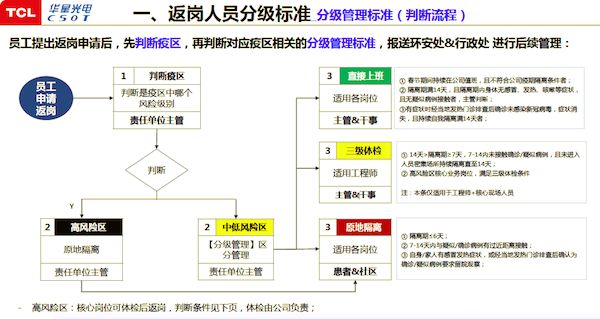 TCL 华星光电 CSOT
一、返岗人员分级标准 分级管理标准（判断流程）
员工提出返岗申请后，先判断疫区，再判断对应疫区相关的分级管理标准，报送环安处&行政处 进行后续管理：
员工
申请
返岗
1 判断疫区
判断是疫区中哪个
风险级别
责任单位主管
判断
Y
N
2 高风险区
原地隔离
责任单位主管
2 中低风险区
【分级管理】区
分管理
责任单位主管
3 直接上班
适用各岗位
主管&干事
① 春节期间持续在公司值班，且不符合公司疫期隔离条件者；
② 隔离期满14天，且隔离期内身体无感冒、发热、咳嗽等症状，
且无疑似病例接触者，主管判断；
③有症状时经当地发热门诊排查后确诊未感染新冠病毒，症状消
失，且持续自我隔离满14天者；
3 三级体检
适用工程师
主管&干事
① 14天>隔离期≥7天，7-14内未接触确诊/疑似病例，且未进入
人员密集场所持续隔离直至14天；
② 高风险区核心业务岗位，满足三级体检条件
注：本条仅适用于工程师+核心现场人员
3 原地隔离
适用各岗位
患者&社区
① 隔离期≤6天；
② 7-14天内与疑似/确诊病例有过近距离接触；
③ 自身/家人有感冒发热症状，或经当地发热门诊排查后确认为
确诊/疑似病例要求留院观察；
- 高风险区：核心岗位可体检后返岗，判断条件见下页，体检由公司负责；